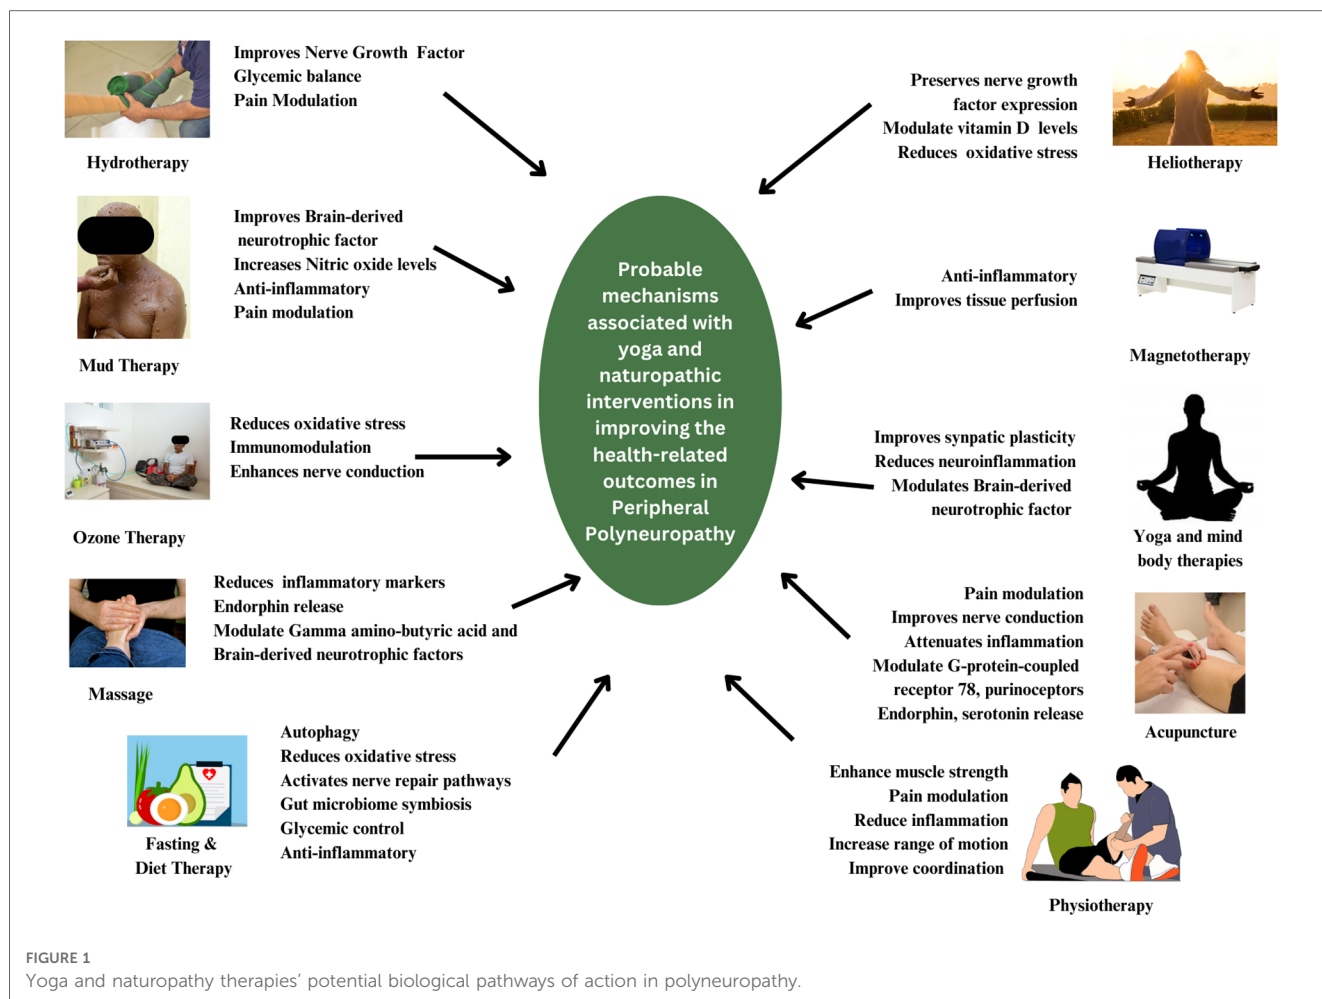 Improves Nerve Growth Factor
Glycemic balance
Pain Modulation
Hydrotherapy
Improves Brain-derived
neurotrophic factor
Increases Nitric oxide levels
Anti-inflammatory
Pain modulation
Mud Therapy
Reduces oxidative stress
Immunomodulation
Enhances nerve conduction
Ozone Therapy
Reduces inflammatory markers
Endorphin release
Modulate Gamma amino-butyric acid and
Brain-derived neurotrophic factors
Massage
Autophagy
Reduces oxidative stress
Activates nerve repair pathways
Gut microbiome symbiosis
Glycemic control
Anti-inflammatory
Fasting &
Diet Therapy
Probable
mechanisms
associated with
yoga and
naturopathic
interventions in
improving the
health-related
outcomes in
Peripheral
Polyneuropathy
Preserves nerve growth
factor expression
Modulate vitamin D levels
Reduces oxidative stress
Heliotherapy
Anti-inflammatory
Improves tissue perfusion
Magnetotherapy
Improves synpatic plasticity
Reduces neuroinflammation
Modulates Brain-derived
neurotrophic factor
Yoga and mind
body therapies
Pain modulation
Improves nerve conduction
Attenuates inflammation
Modulate G-protein-coupled
receptor 78, purinoceptors
Endorphin, serotonin release
Acupuncture
Enhance muscle strength
Pain modulation
Reduce inflammation
Increase range of motion
Improve coordination
Physiotherapy
FIGURE 1
Yoga and naturopathy therapies' potential biological pathways of action in polyneuropathy.